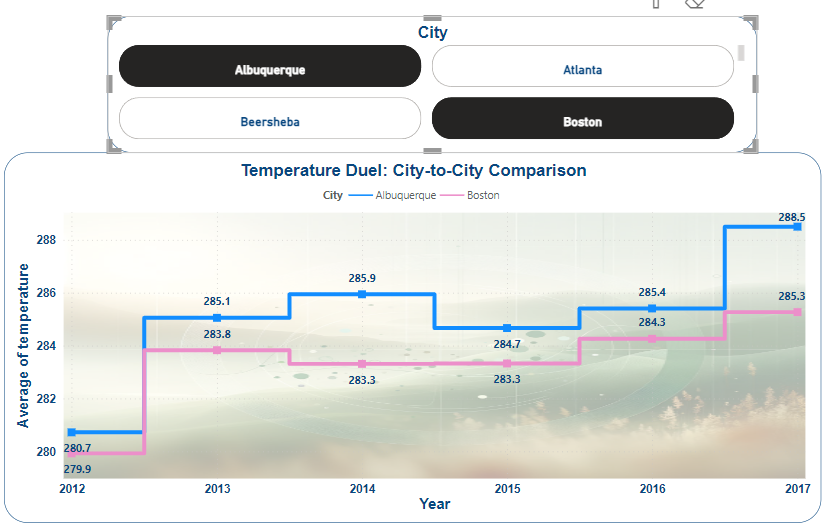 City
Albuquerque Atlanta
Beersheba Boston
Temperature Duel: City-to-City Comparison
City Albuquerque Boston
Average of temperature
288
286
284
282
280
280.7
285.1
285.9
284.7
285.4
288.5
279.9
283.8
283.3
283.3
284.3
285.3
2012 2013 2014 2015 2016 2017
Year